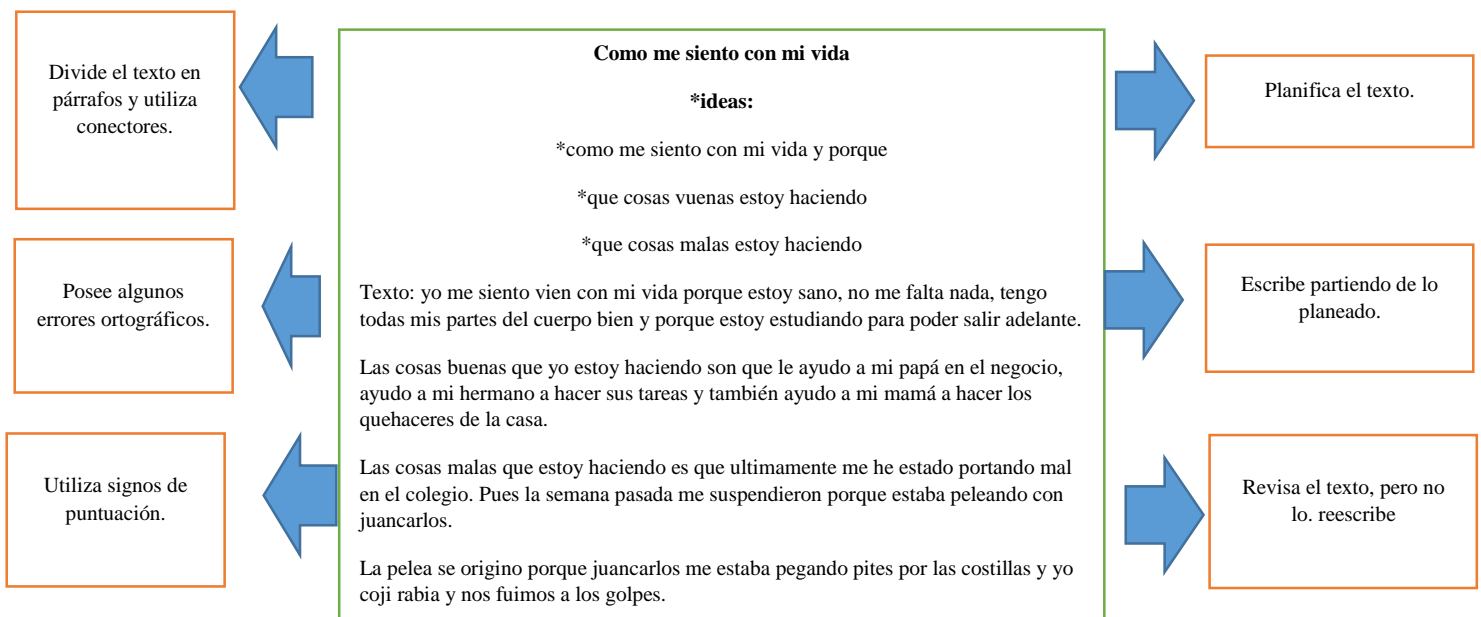 Divide el texto en
párrafos y utiliza
conectores.
Posee algunos
errores ortográficos.
Utiliza signos de
puntuación.
Como me siento con mi vida
*ideas:
*como me siento con mi vida y porque
*que cosas vuenas estoy haciendo
*que cosas malas estoy haciendo
Texto: yo me siento vien con mi vida porque estoy sano, no me falta nada, tengo
todas mis partes del cuerpo bien y porque estoy estudiando para poder salir adelante.
Las cosas buenas que yo estoy haciendo son que le ayudo a mi papá en el negocio,
ayudo a mi hermano a hacer sus tareas y también ayudo a mi mamá a hacer los
quehaceres de la casa.
Las cosas malas que estoy haciendo es que ultimamente me he estado portando mal
en el colegio. Pues la semana pasada me suspendieron porque estaba peleando con
juancarlos.
La pelea se origino porque juancarlos me estaba pegando pites por las costillas y yo
coji rabia y nos fuimos a los golpes.
Planifica el texto.
Escribe partiendo de lo
planeado.
Revisa el texto, pero no
lo. reescribe